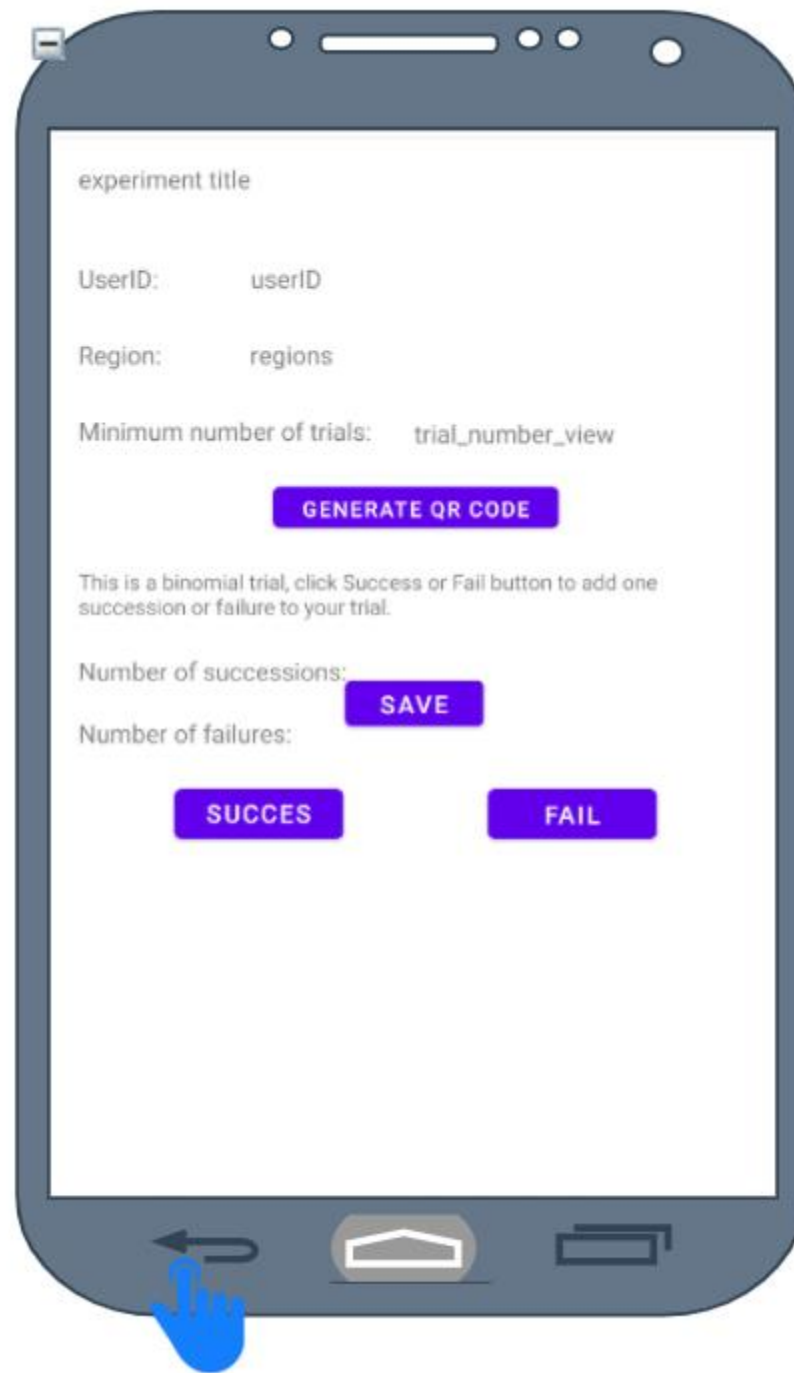 experiment title
UserID: userID
Region: regions
Minimum number of trials: trial_number_view
GENERATE QR CODE
This is a binomial trial, click Success or Fail button to add one
succession or failure to your trial.
Number of successions:
SAVE
Number of failures:
SUCCES FAIL